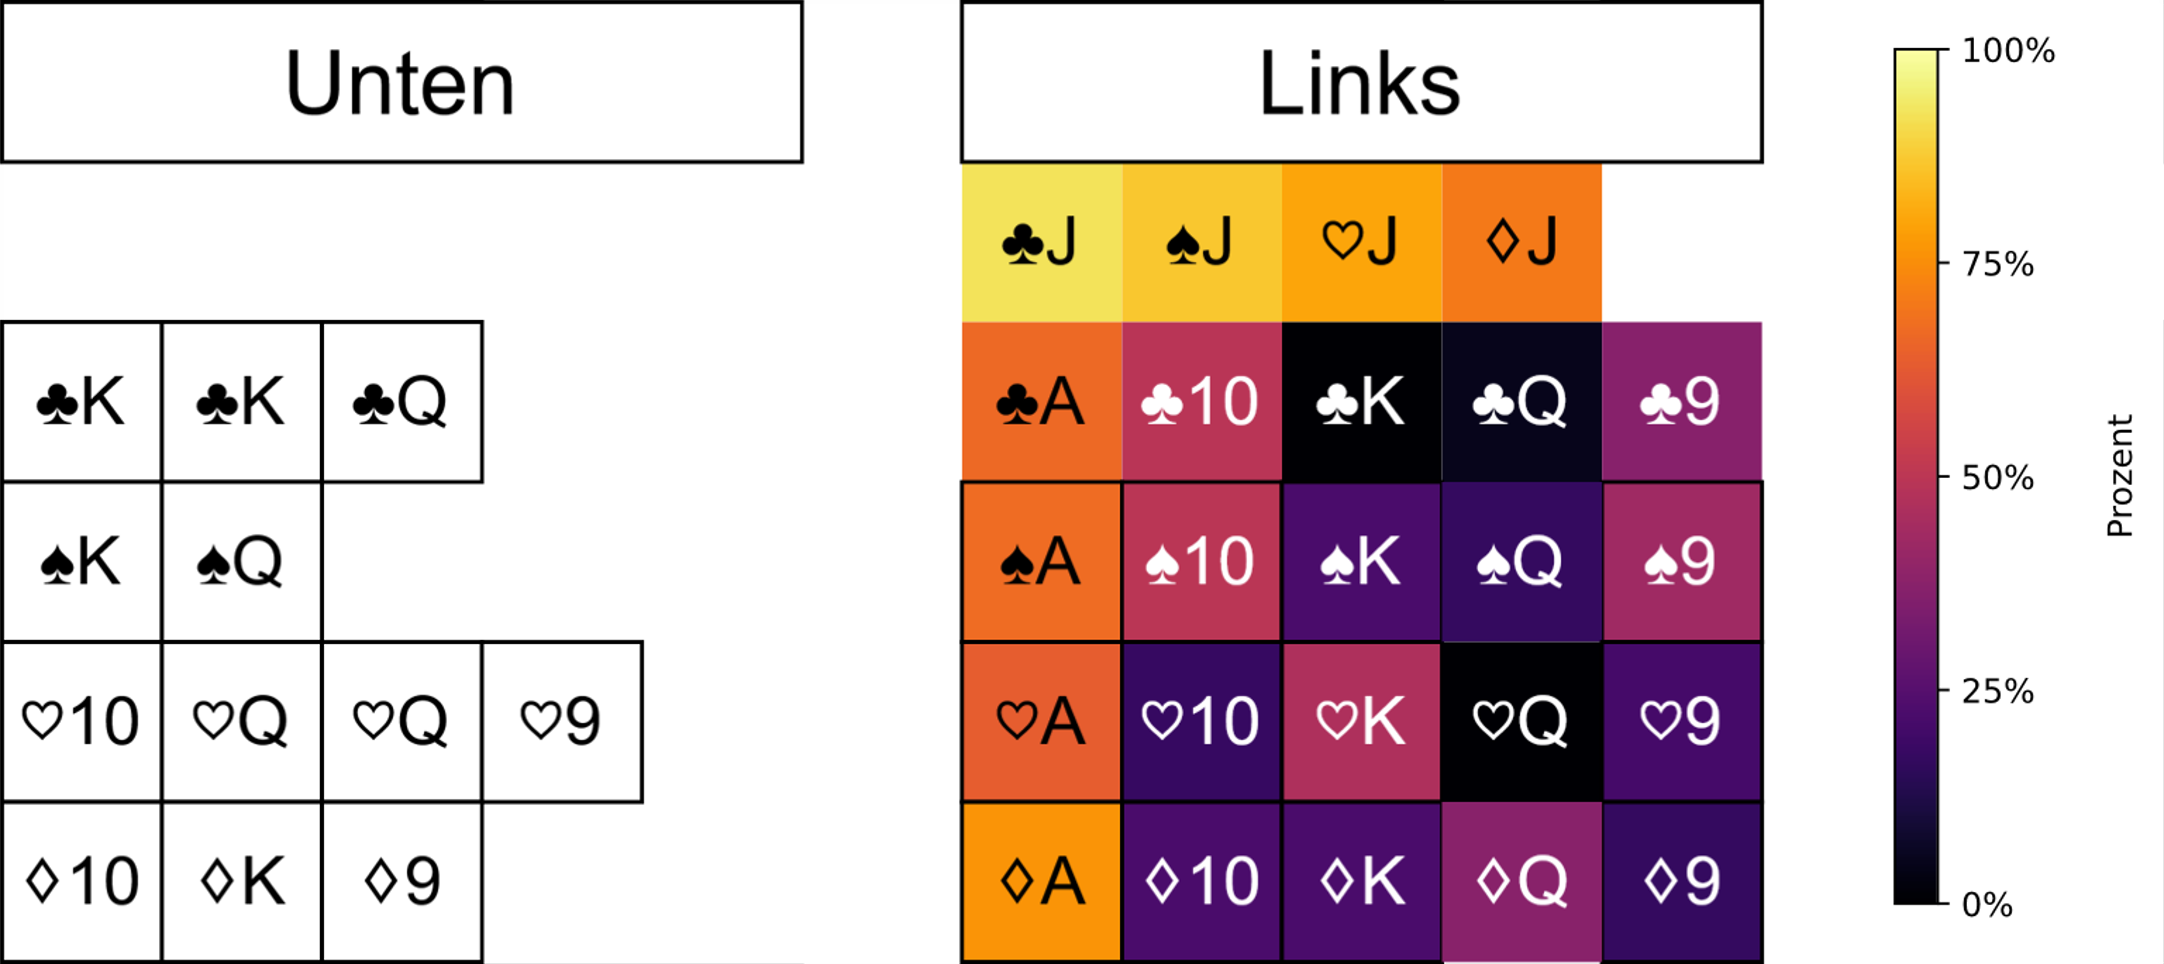 Unten
Links
100%
♣J ♠J ♡J ♢J
75%
♣K ♣K ♣Q
♣A ♣10 ♣K ♣Q ♣9
50%
Prozent
♠K ♠Q
♠A ♠10 ♠K ♠Q ♠9
25%
♡10 ♡Q ♡Q ♡9
♡A ♡10 ♡K ♡Q ♡9
♢10 ♢K ♢9
♢A ♢10 ♢K ♢Q ♢9
0%